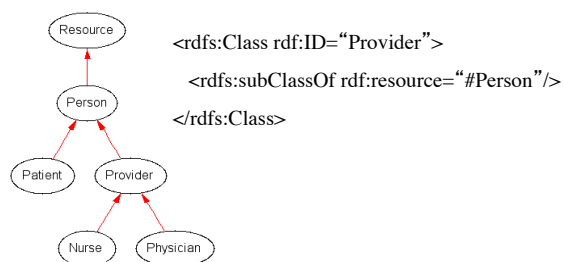 Resource
<rdfs:Class rdf:ID=“Provider”>
<rdfs:subClassOf rdf:resource=“#Person”/>
</rdfs:Class>
Person
Patient
Provider
Nurse
Physician